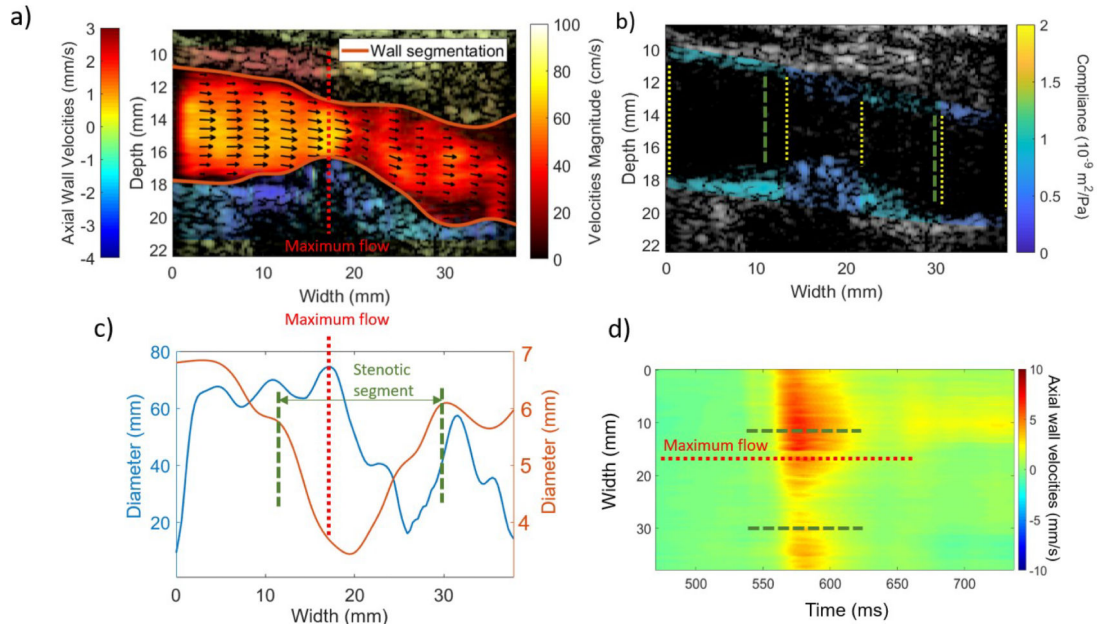 a)
Axial Wall Velocities (mm/s)
3
2
1
0
-1
-2
-3
-4
Depth (mm)
10
12
14
16
18
20
22
Wall segmentation
Maximum flow
0
10
20
30
Width (mm)
100
80
60
40
20
0
Velocities Magnitude (cm/s)
b)
Depth (mm)
10
12
14
16
18
20
22
0
10
20
30
Width (mm)
2
1.5
1
0.5
0
Compliance (10⁻⁹ m²/Pa)
c)
Maximum flow
Stenotic
segment
Diameter (mm)
80
60
40
20
7
6
5
4
Diameter (mm)
0
10
20
30
Width (mm)
d)
Width (mm)
0
10
20
30
Maximum flow
500
550
600
650
700
Time (ms)
10
5
0
-5
-10
Axial wall velocities (mm/s)